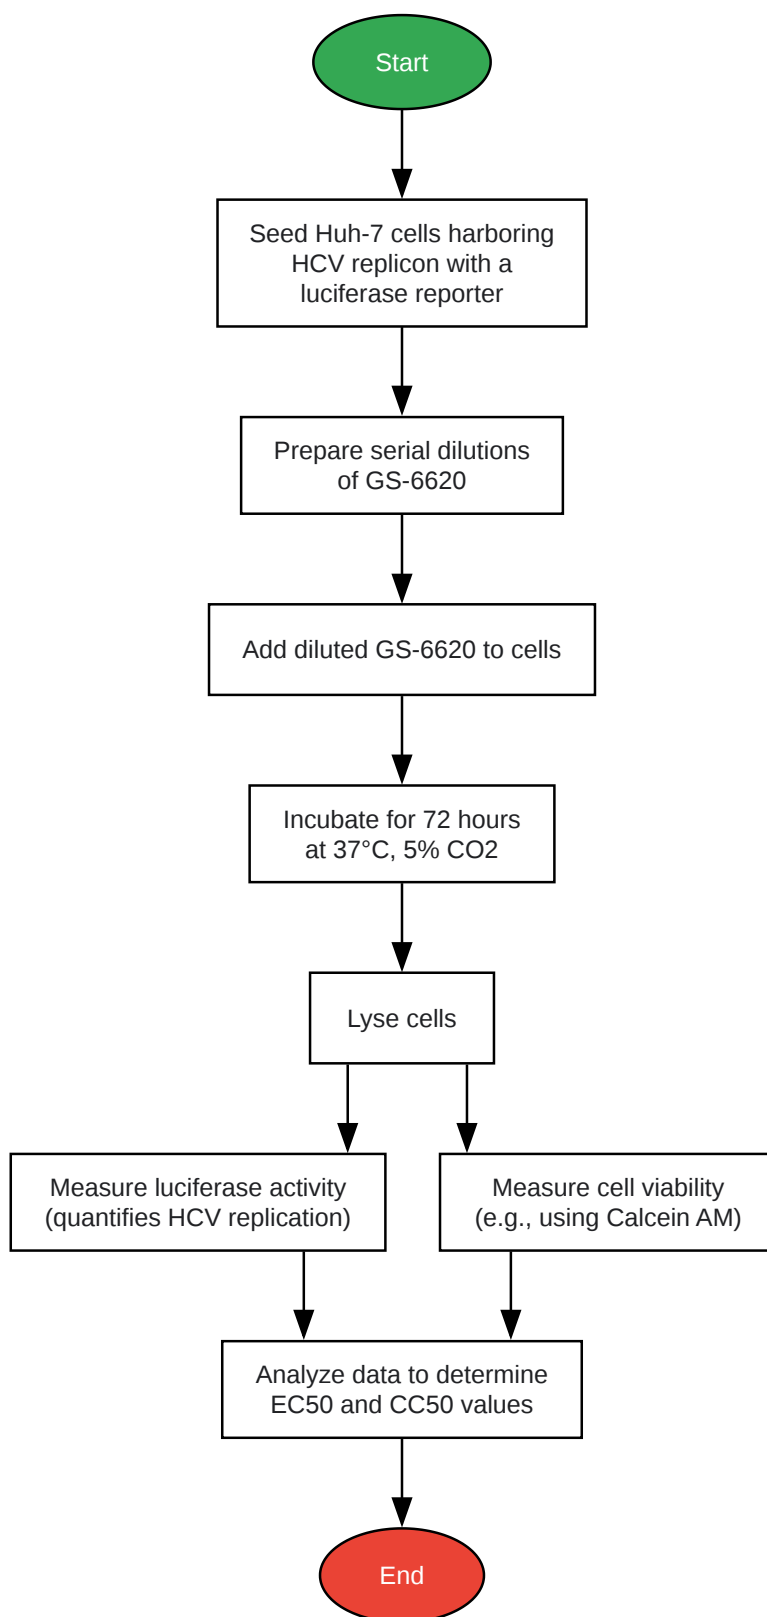 Start
Seed Huh-7 cells harboring
HCV replicon with a
luciferase reporter
Prepare serial dilutions
of GS-6620
Add diluted GS-6620 to cells
Incubate for 72 hours
at 37°C, 5% CO2
Lyse cells
Measure luciferase activity
(quantifies HCV replication)
Measure cell viability
(e.g., using Calcein AM)
Analyze data to determine
EC50 and CC50 values
End